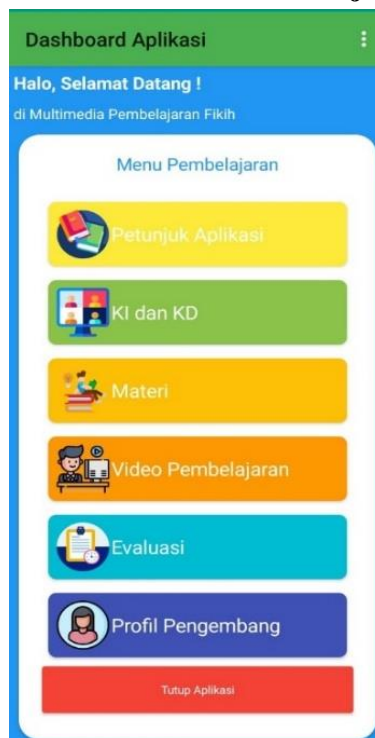 Dashboard Aplikasi
Halo, Selamat Datang !
di Multimedia Pembelajaran Fikih
Menu Pembelajaran
Petunjuk Aplikasi
KI dan KD
Materi
Video Pembelajaran
Evaluasi
Profil Pengembang
Tutup Aplikasi